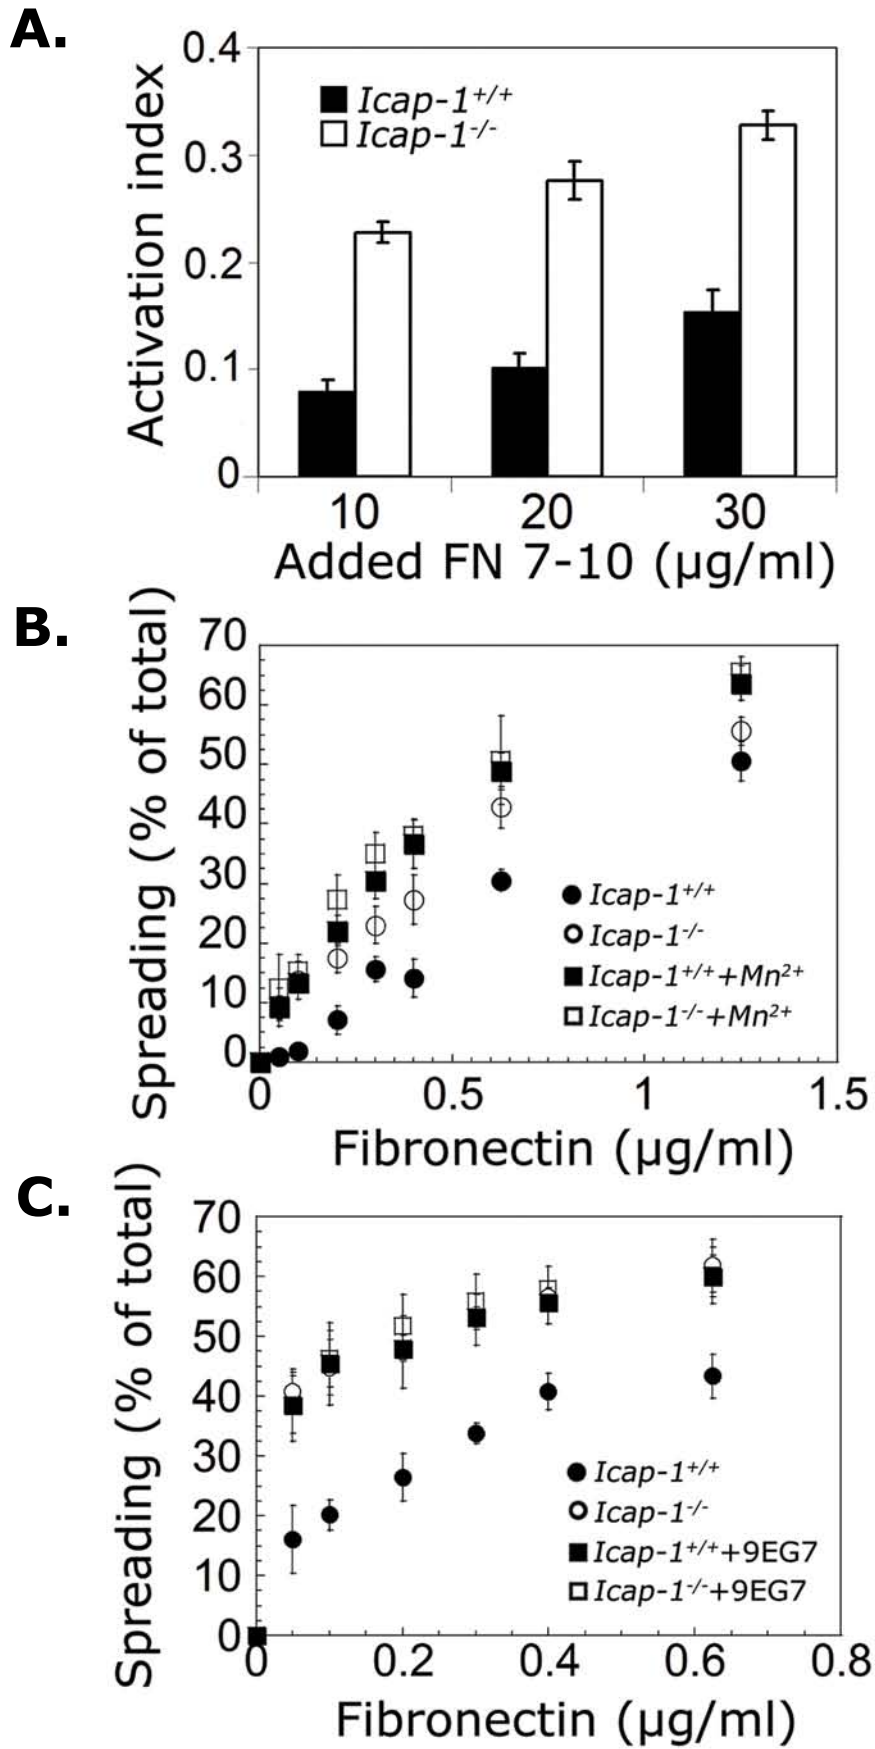 A.
Activation index
0.4
0.3
0.2
0.1
0
Icap-1+/+
Icap-1-/-
10 20 30
Added FN 7-10 (µg/ml)
B.
Spreading (% of total)
70
60
50
40
30
20
10
0
Icap-1+/+
Icap-1-/-
Icap-1+/++Mn2+
Icap-1-/-+Mn2+
0 0.5 1 1.5
Fibronectin (µg/ml)
C.
Spreading (% of total)
70
60
50
40
30
20
10
0
Icap-1+/+
Icap-1-/-
Icap-1+/++9EG7
Icap-1-/-+9EG7
0 0.2 0.4 0.6 0.8
Fibronectin (µg/ml)